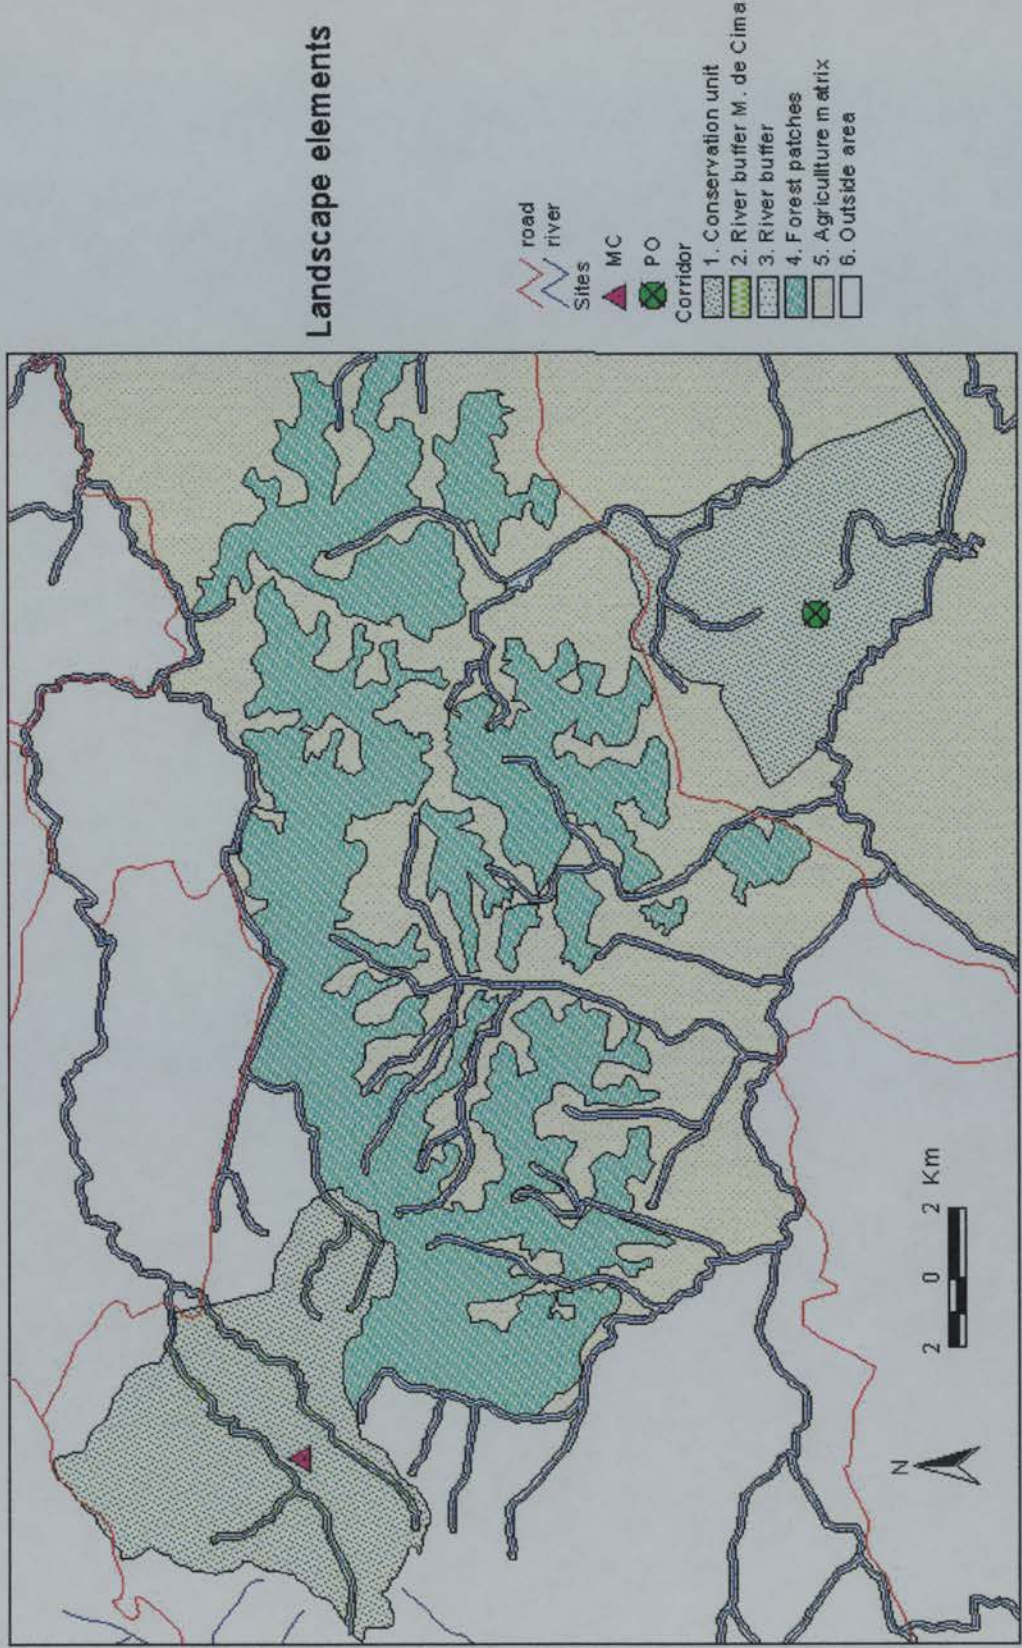 Landscape elements
road
river
Sites
MC
PO
Corridor
1. Conservation unit
2. River buffer M. de Cima
3. River buffer
4. Forest patches
5. Agricullture matrix
6. Outside area
N
2 0 2 Km